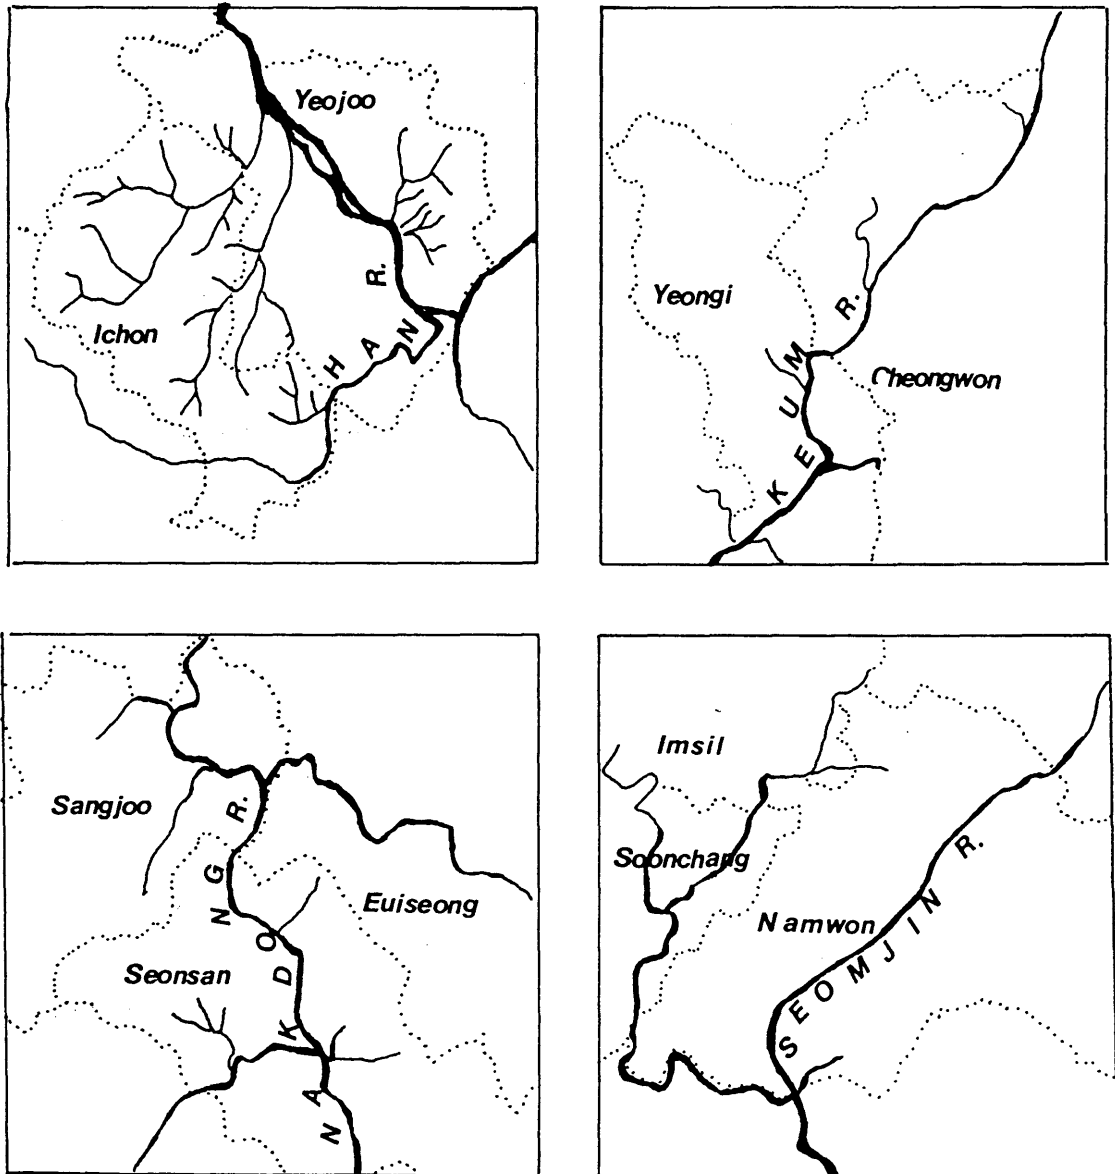 Yeojoo
Ichon
HAN R.
Yeongi
Cheongwon
KEUM R.
Sangjoo
Euiseong
Seonsan
NAKDONG R.
Imsil
Soonchang
Namwon
SEOMJIN R.